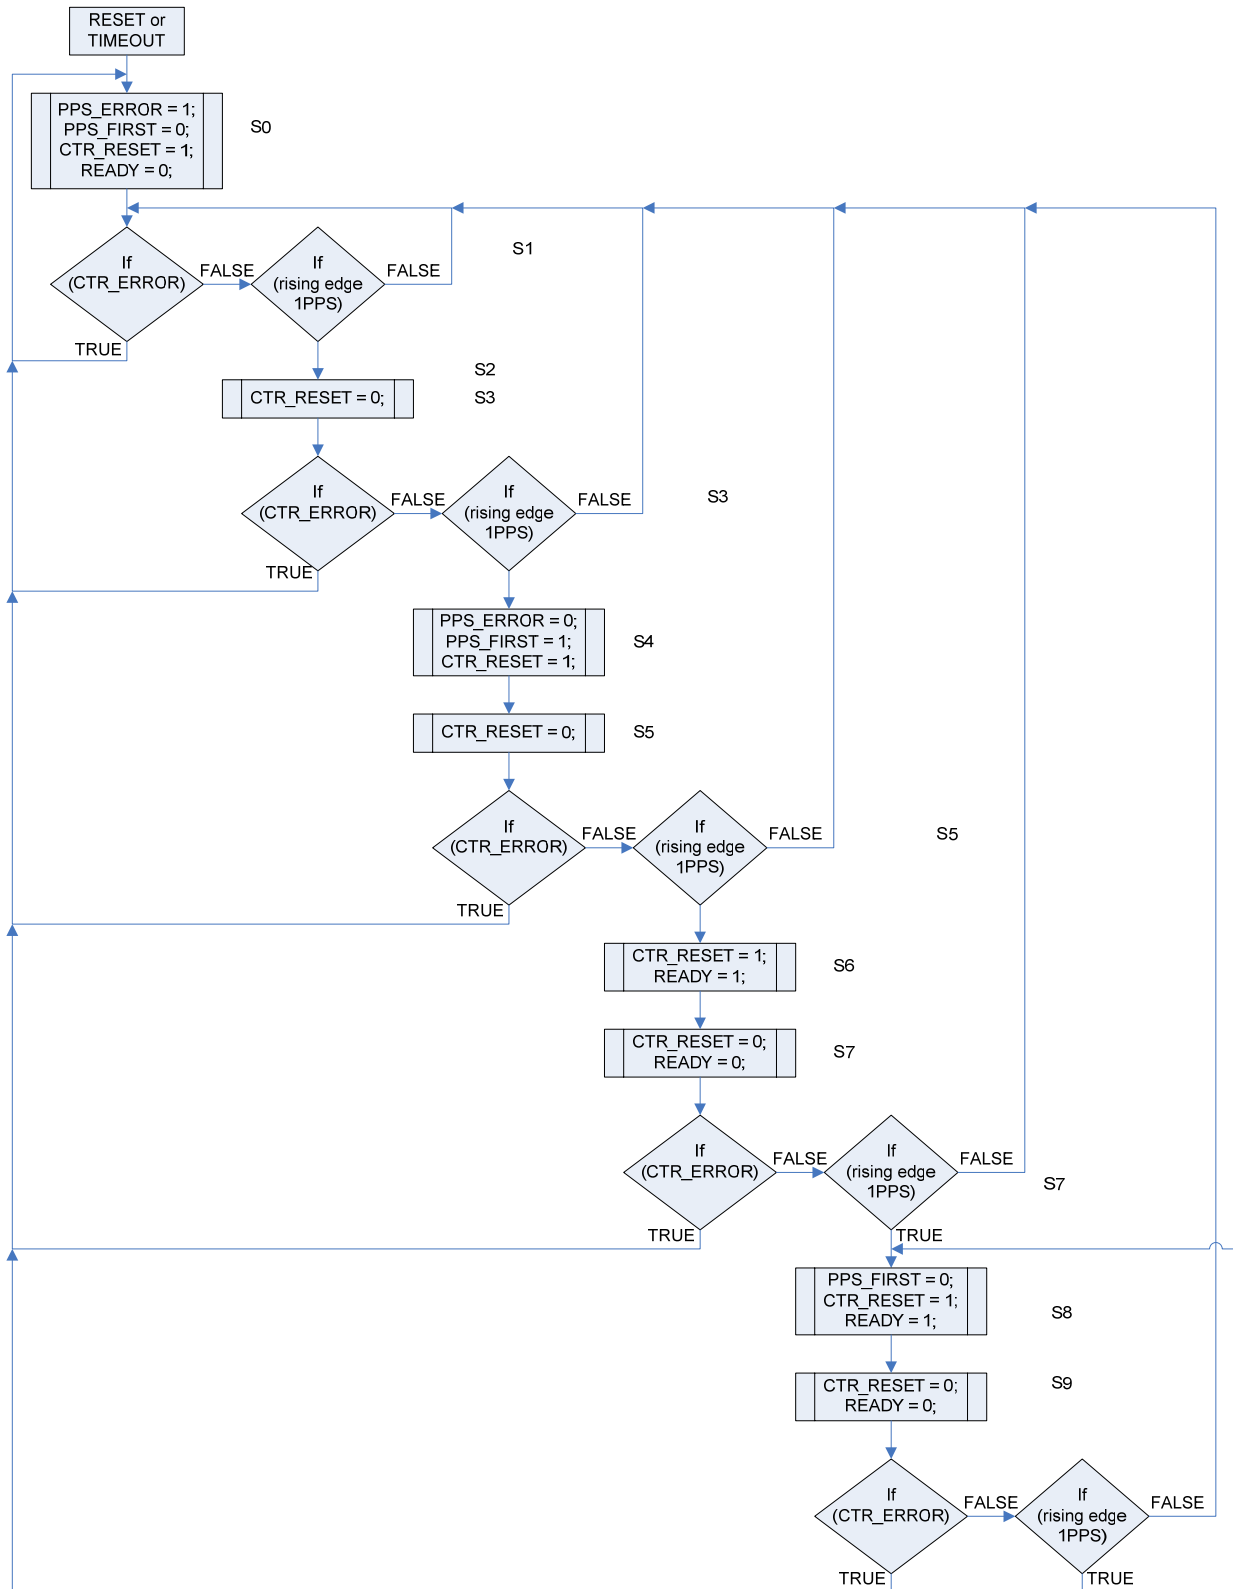 RESET or
TIMEOUT
PPS_ERROR = 1;
PPS_FIRST = 0;
CTR_RESET = 1;
READY = 0;
S0
If
(CTR_ERROR)
FALSE
If
(rising edge
1PPS)
FALSE
S1
TRUE
S2
CTR_RESET = 0;
S3
If
(CTR_ERROR)
FALSE
If
(rising edge
1PPS)
FALSE
S3
TRUE
PPS_ERROR = 0;
PPS_FIRST = 1;
CTR_RESET = 1;
S4
CTR_RESET = 0;
S5
If
(CTR_ERROR)
FALSE
If
(rising edge
1PPS)
FALSE
S5
TRUE
CTR_RESET = 1;
READY = 1;
S6
CTR_RESET = 0;
READY = 0;
S7
If
(CTR_ERROR)
FALSE
If
(rising edge
1PPS)
FALSE
S7
TRUE
TRUE
PPS_FIRST = 0;
CTR_RESET = 1;
READY = 1;
S8
CTR_RESET = 0;
READY = 0;
S9
If
(CTR_ERROR)
FALSE
If
(rising edge
1PPS)
FALSE
TRUE
TRUE